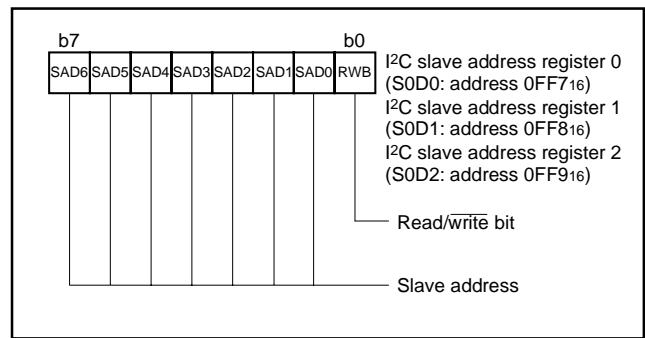 b7 b0
SAD6 SAD5 SAD4 SAD3 SAD2 SAD1 SAD0 RWB
I2C slave address register 0
(S0D0: address 0FF716)
I2C slave address register 1
(S0D1: address 0FF816)
I2C slave address register 2
(S0D2: address 0FF916)
Read/write bit
Slave address